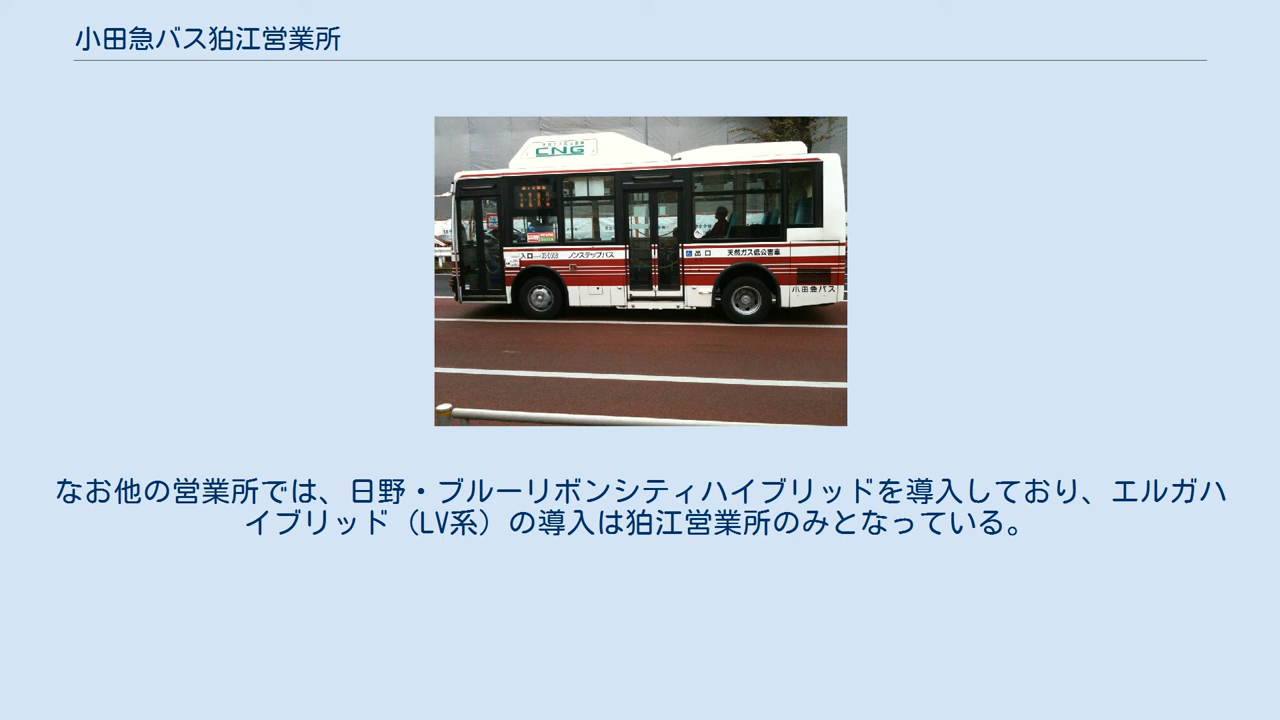 小田急バス狛江営業所
CNG
入口
ノンステップバス
出口
天然ガス低公害車
小田急バス
なお他の営業所では、日野・ブルーリボンシティハイブリッドを導入しており、エルガハ
イブリッド（LV系）の導入は狛江営業所のみとなっている。